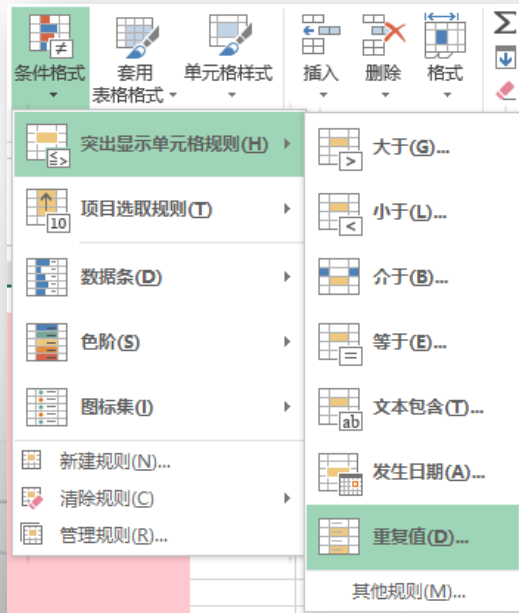 条件格式
套用
表格格式
单元格样式
插入
删除
格式
突出显示单元格规则(H)
项目选取规则(T)
10
数据条(D)
色阶(S)
图标集(I)
新建规则(N)...
清除规则(C)
管理规则(R)...
大于(G)...
小于(L)...
介于(B)...
等于(E)...
文本包含(T)...
ab
发生日期(A)...
重复值(D)...
其他规则(M)...